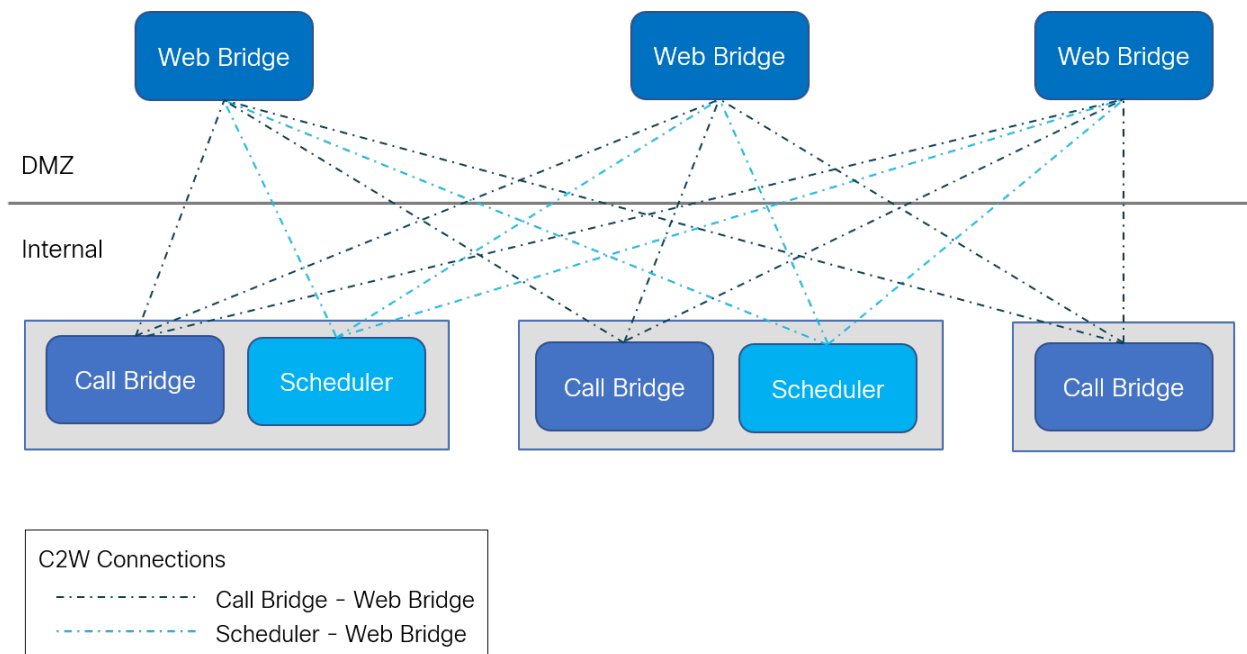 Web Bridge
Web Bridge
Web Bridge
DMZ
Internal
Call Bridge
Scheduler
Call Bridge
Scheduler
Call Bridge
C2W Connections
Call Bridge - Web Bridge
Scheduler - Web Bridge